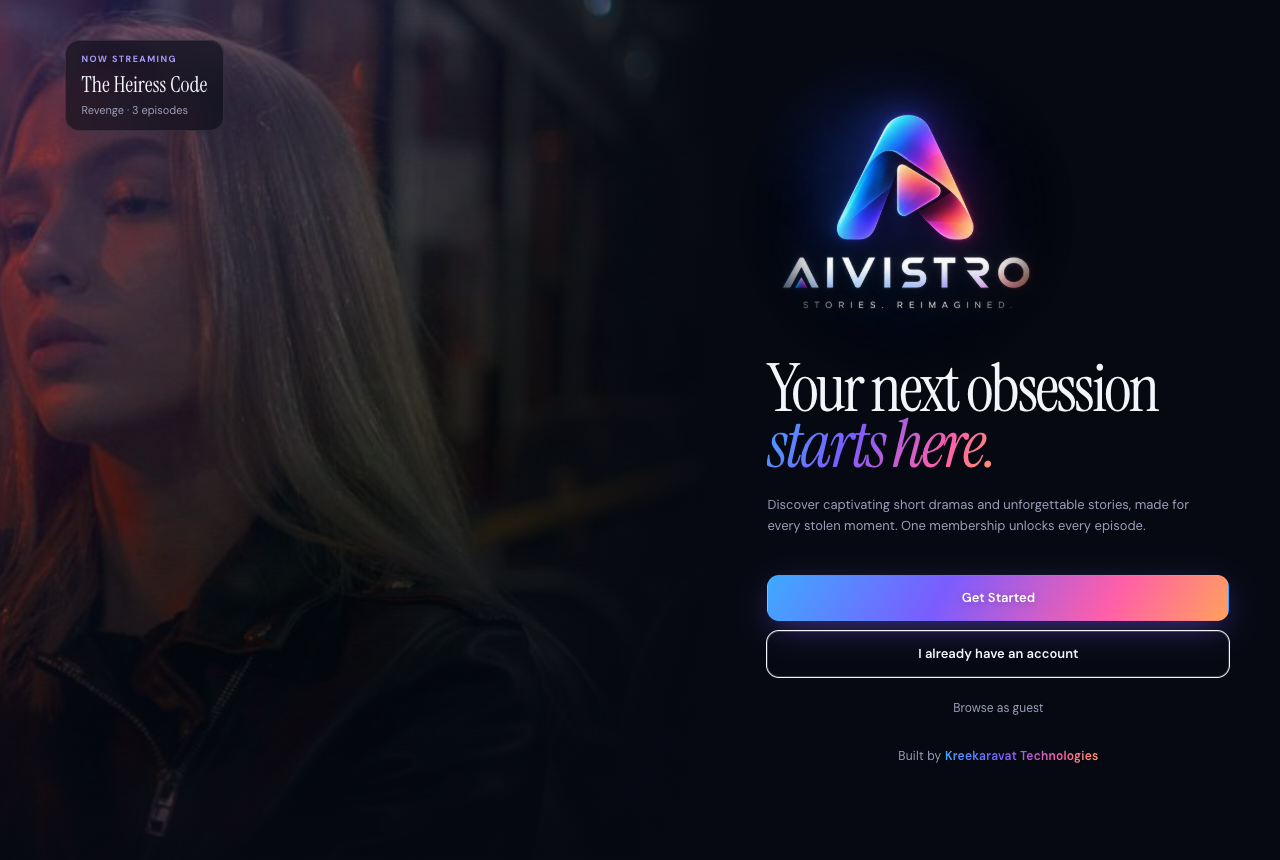 NOW STREAMING
The Heiress Code
Revenge · 3 episodes
AIVISTRO
STORIES. REIMAGINED.
Your next obsession
starts here.
Discover captivating short dramas and unforgettable stories, made for
every stolen moment. One membership unlocks every episode.
Get Started
I already have an account
Browse as guest
Built by Kreekaravat Technologies